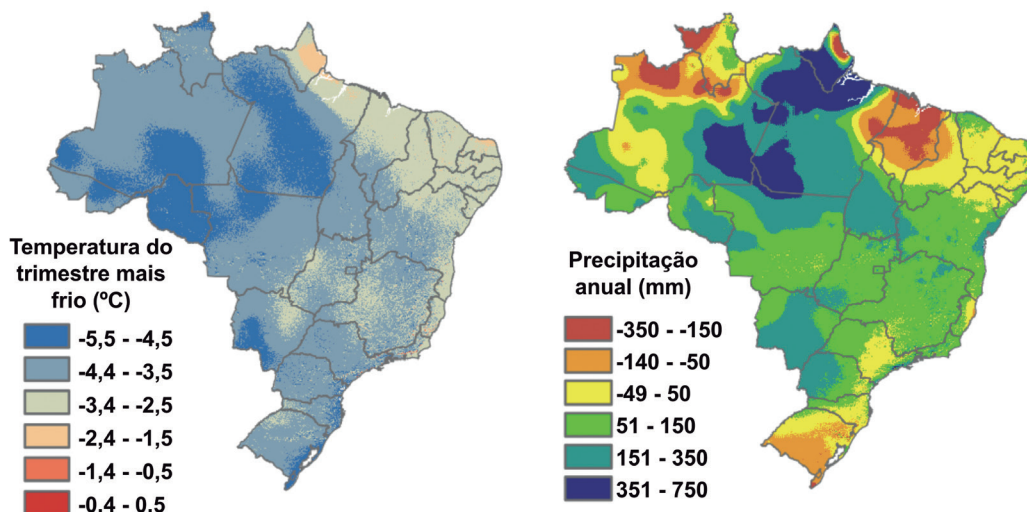 Temperatura do
trimestre mais
frio (ºC)
-5,5 - -4,5
-4,4 - -3,5
-3,4 - -2,5
-2,4 - -1,5
-1,4 - -0,5
-0,4 - 0,5
Precipitação
anual (mm)
-350 - -150
-140 - -50
-49 - 50
51 - 150
151 - 350
351 - 750